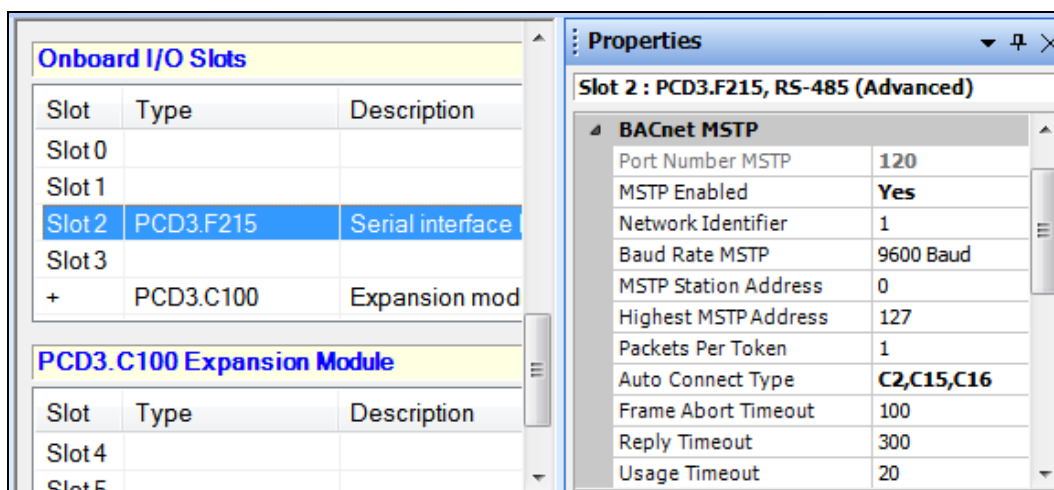 Onboard I/O Slots
Slot Type Description
Slot 0
Slot 1
Slot 2 PCD3.F215 Serial interface
Slot 3
+ PCD3.C100 Expansion mod
PCD3.C100 Expansion Module
Slot Type Description
Slot 4
Slot 5
Properties
Slot 2 : PCD3.F215, RS-485 (Advanced)
BACnet MSTP
Port Number MSTP 120
MSTP Enabled Yes
Network Identifier 1
Baud Rate MSTP 9600 Baud
MSTP Station Address 0
Highest MSTP Address 127
Packets Per Token 1
Auto Connect Type C2,C15,C16
Frame Abort Timeout 100
Reply Timeout 300
Usage Timeout 20